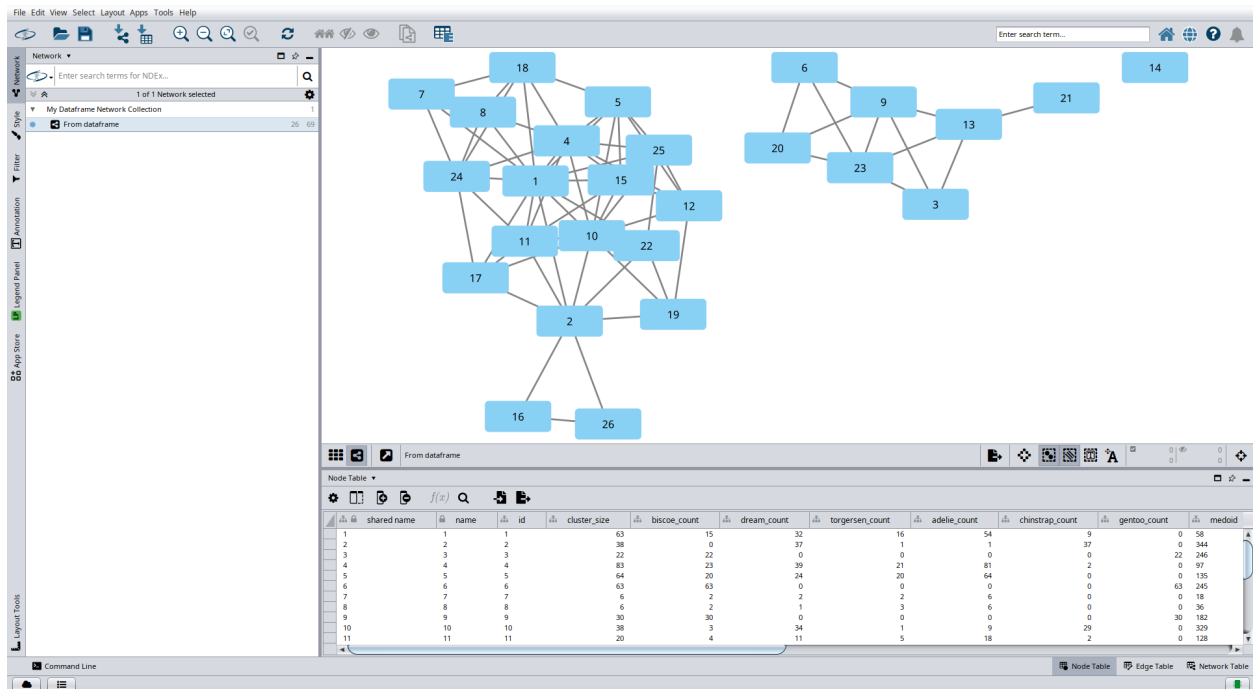 File Edit View Select Layout Apps Tools Help
Enter search term...
Network
Enter search terms for NDEx...
1 of 1 Network selected
My Dataframe Network Collection 1
From dataframe 26 69
Network
Style
Filter
Annotation
Legend Panel
LP
App Store
Layout Tools
18
6
14
7
5
9
21
8
13
4
25
20
24
1
15
23
12
3
11
10
22
17
2
19
16
26
From dataframe
A
0 0
0 0
Node Table
f(x)
shared name name id cluster_size biscoe_count dream_count torgersen_count adelie_count chinstrap_count gentoo_count medoid
1 1 1 63 15 32 16 54 9 0 58
2 2 2 38 0 37 1 1 37 0 344
3 3 3 22 22 0 0 0 0 22 246
4 4 4 83 23 39 21 81 2 0 97
5 5 5 64 20 24 20 64 0 0 135
6 6 6 63 63 0 0 0 0 63 245
7 7 7 6 2 2 2 6 0 0 18
8 8 8 6 2 1 3 6 0 0 36
9 9 9 30 30 0 0 0 0 30 182
10 10 10 38 3 34 1 9 29 0 329
11 11 11 20 4 11 5 18 2 0 128
Command Line
Node Table Edge Table Network Table